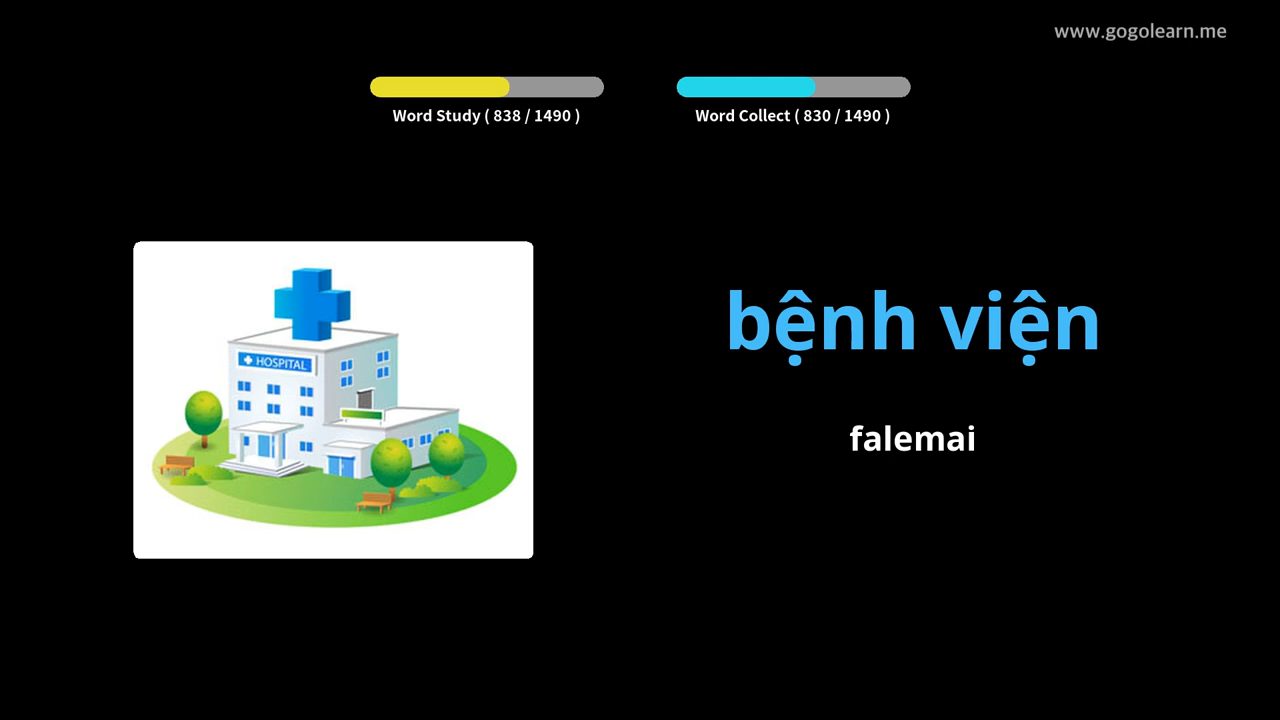 www.gogolearn.me
Word Study ( 838 / 1490 )
Word Collect ( 830 / 1490 )
HOSPITAL
bệnh viện
falemai